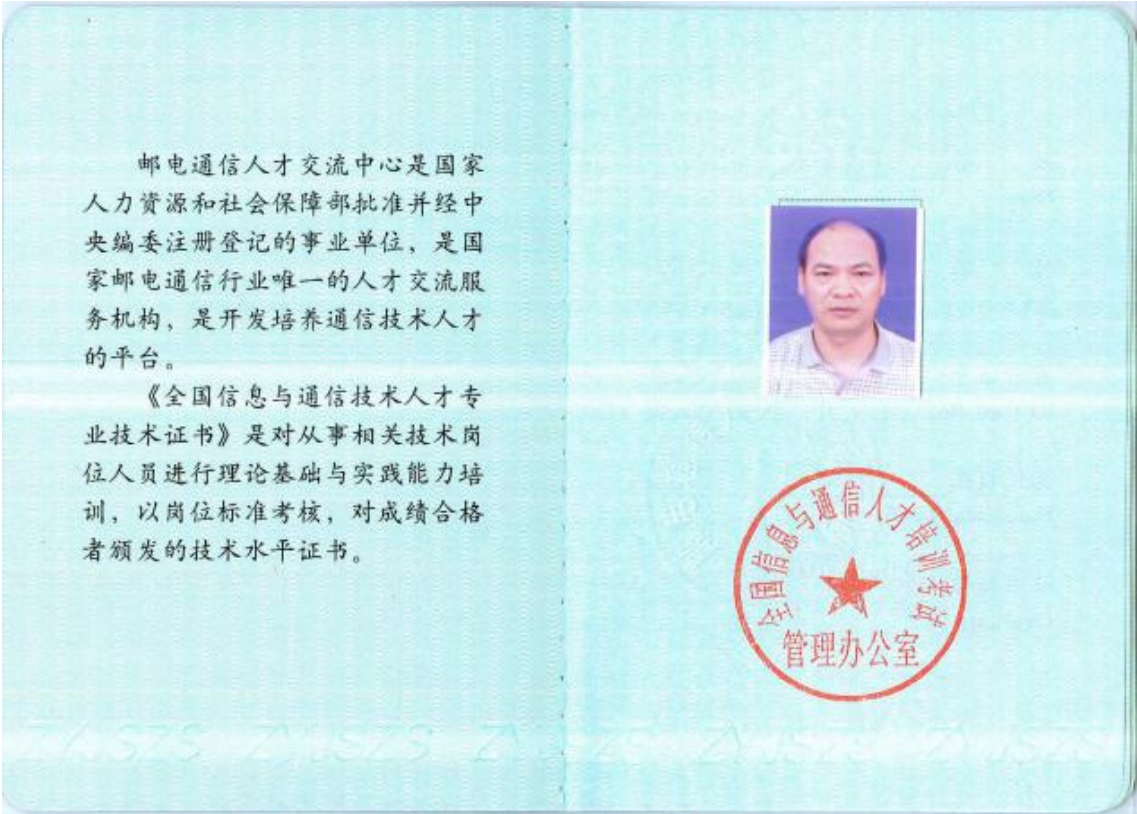 邮电通信人才交流中心是国家
人力资源和社会保障部批准并经中
央编委注册登记的事业单位，是国
家邮电通信行业唯一的人才交流服
务机构，是开发培养通信技术人才
的平台。
《全国信息与通信技术人才专
业技术证书》是对从事相关技术岗
位人员进行理论基础与实践能力培
训，以岗位标准考核，对成绩合格
者颁发的技术水平证书。
全国信息与通信人才培训考试
管理办公室
ZYJSZS ZYJSZS ZYJSZS ZYJSZS ZYJSZS